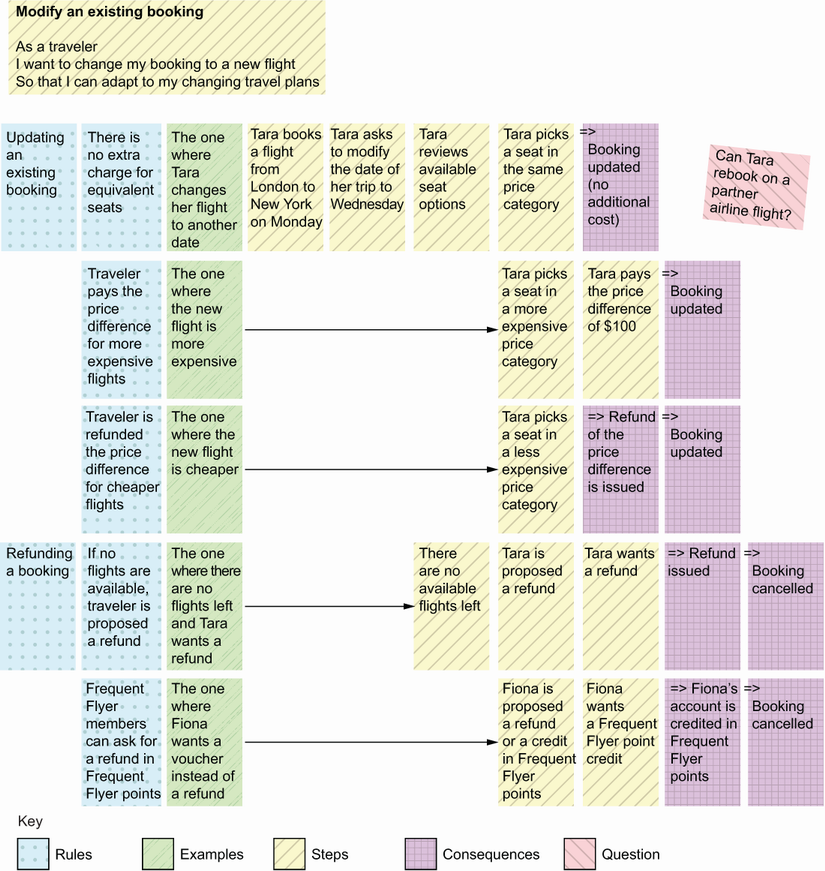 Modify an existing booking
As a traveler
I want to change my booking to a new flight
So that I can adapt to my changing travel plans
Updating
an
existing
booking
There is
no extra
charge for
equivalent
seats
The one
where
Tara
changes
her flight
to another
date
Tara books
a flight
from
London to
New York
on Monday
Tara asks
to modify
the date of
her trip to
Wednesday
Tara
reviews
available
seat
options
Tara picks
a seat in
the same
price
category
=>
Booking
updated
(no
additional
cost)
Can Tara
rebook on a
partner
airline flight?
Traveler
pays the
price
difference
for more
expensive
flights
The one
where
the new
flight is
more
expensive
Tara picks
a seat in
a more
expensive
price
category
Tara pays
the price
difference
of $100
=>
Booking
updated
Traveler is
refunded
the price
difference
for cheaper
flights
The one
where the
new flight
is cheaper
Tara picks
a seat in
a less
expensive
price
category
=> Refund
of the
price
difference
is issued
=>
Booking
updated
Refunding
a booking
If no
flights are
available,
traveler is
proposed
a refund
The one
where there
are no
flights left
and Tara
wants a
refund
There
are no
available
flights left
Tara is
proposed
a refund
Tara wants
a refund
=> Refund
issued
=>
Booking
cancelled
Frequent
Flyer
members
can ask for
a refund in
Frequent
Flyer points
The one
where
Fiona
wants a
voucher
instead of
a refund
Fiona is
proposed
a refund
or a credit
in Frequent
Flyer
points
Fiona
wants
a Frequent
Flyer point
credit
=> Fiona's
account is
credited in
Frequent
Flyer
points
=>
Booking
cancelled
Key
Rules
Examples
Steps
Consequences
Question